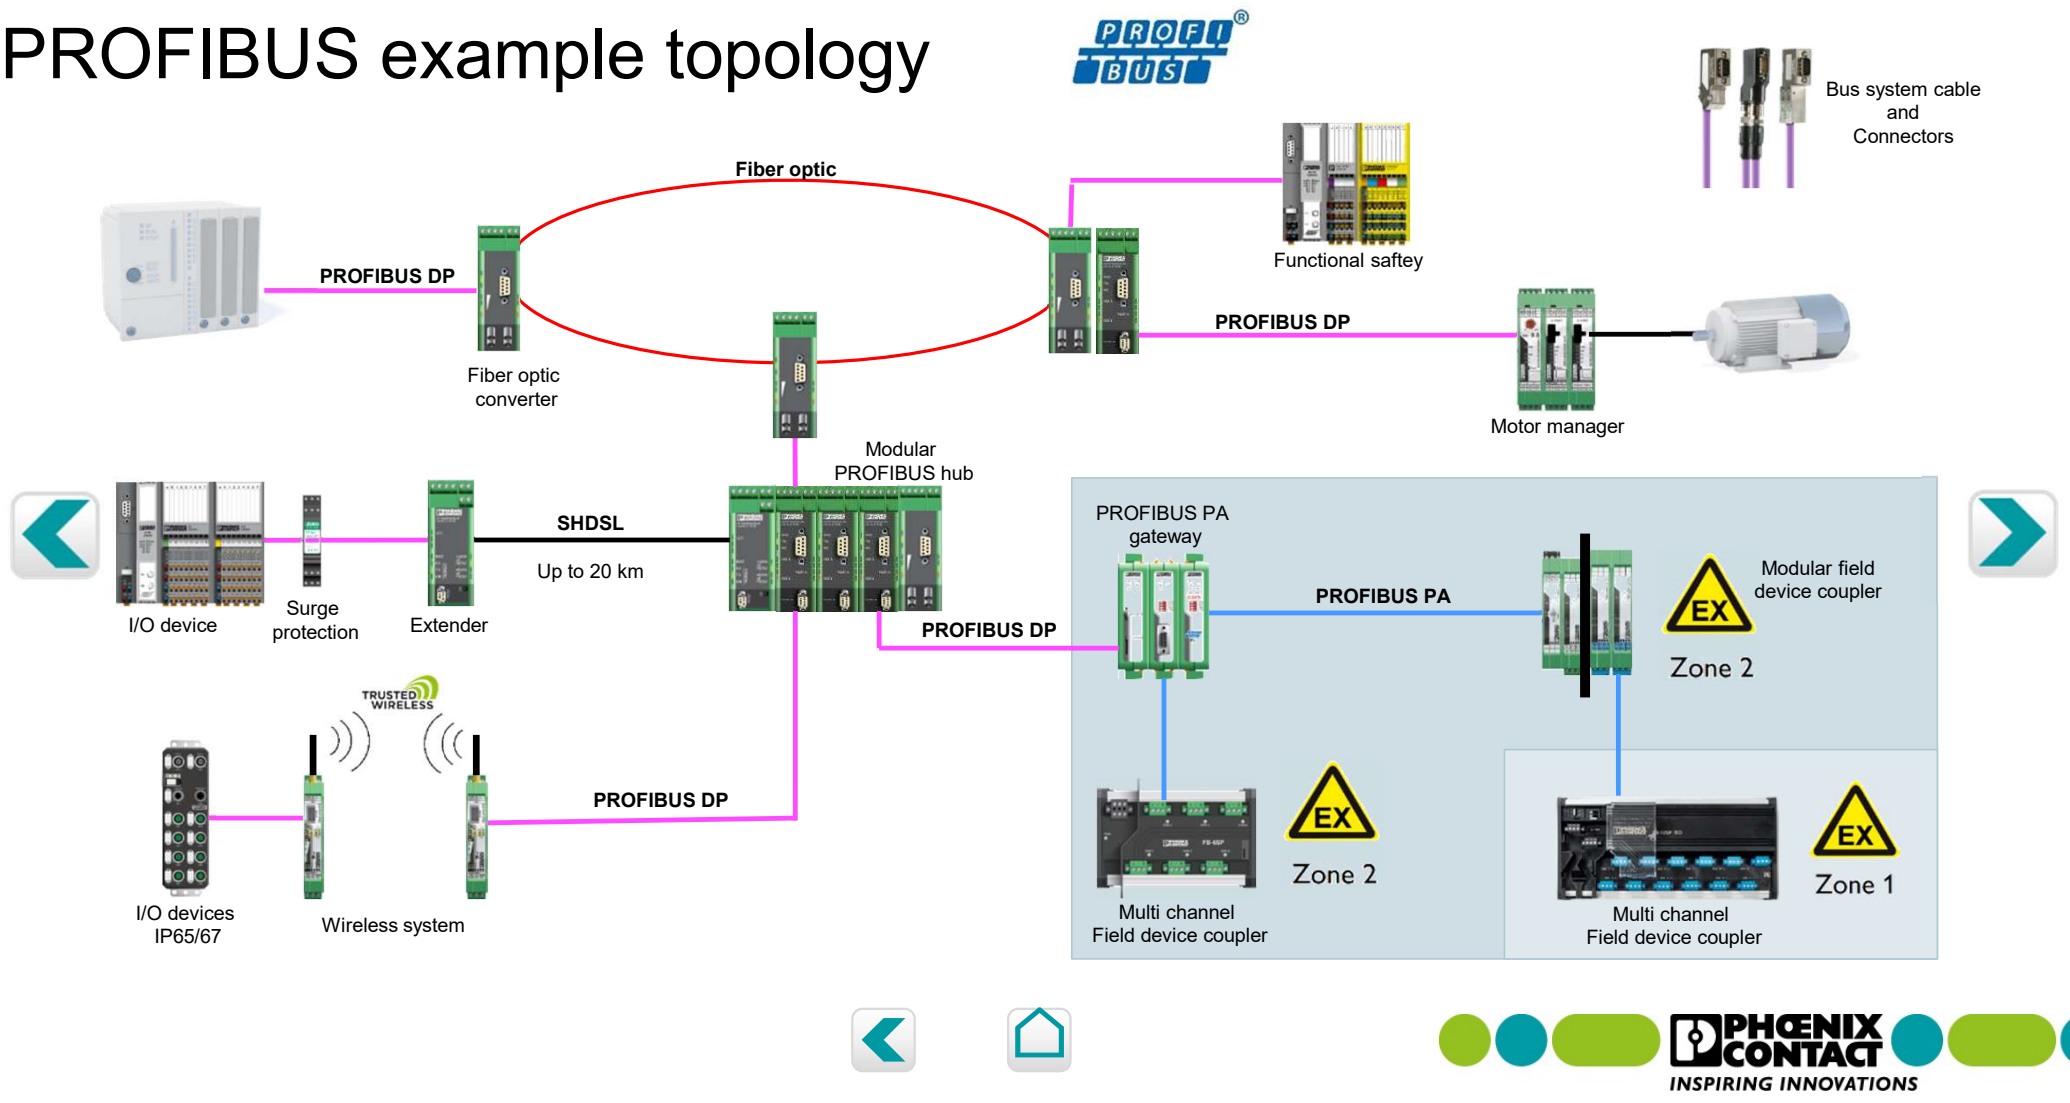 PROFIBUS example topology
PROFI
BUS
®
Bus system cable
and
Connectors
Fiber optic
PROFIBUS DP
Functional saftey
PROFIBUS DP
Fiber optic
converter
Motor manager
Modular
PROFIBUS hub
SHDSL
Up to 20 km
I/O device
Surge
protection
Extender
PROFIBUS DP
PROFIBUS PA
gateway
PROFIBUS PA
Modular field
device coupler
EX
Zone 2
TRUSTED
WIRELESS
PROFIBUS DP
I/O devices
IP65/67
Wireless system
FB-6SP
EX
Zone 2
Multi channel
Field device coupler
EX
Zone 1
Multi channel
Field device coupler
PHŒNIX
CONTACT
INSPIRING INNOVATIONS